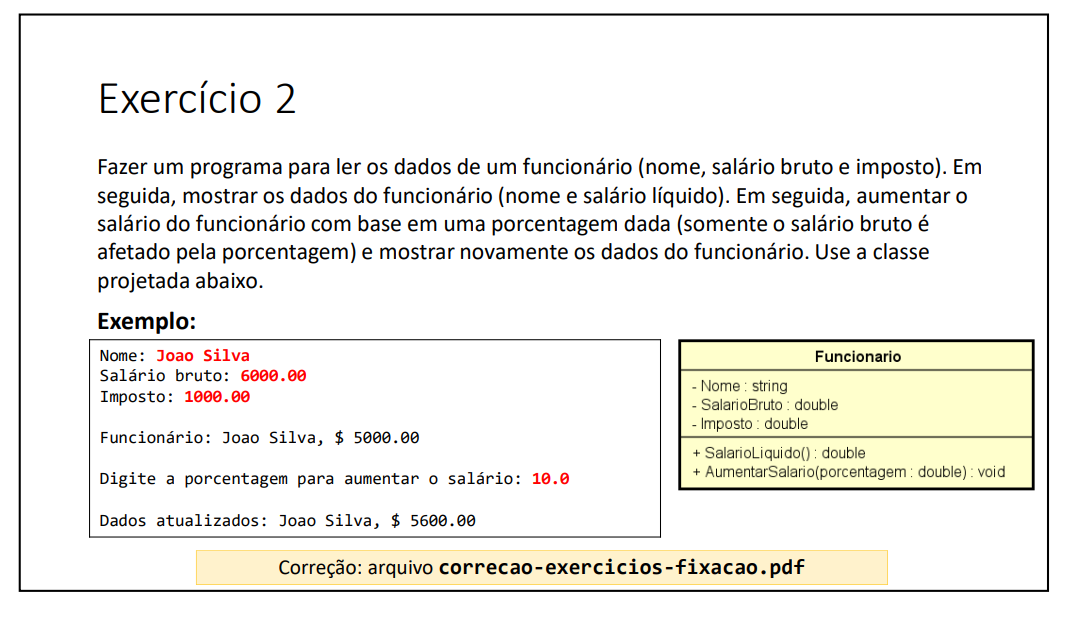 Exercício 2
Fazer um programa para ler os dados de um funcionário (nome, salário bruto e imposto). Em
seguida, mostrar os dados do funcionário (nome e salário líquido). Em seguida, aumentar o
salário do funcionário com base em uma porcentagem dada (somente o salário bruto é
afetado pela porcentagem) e mostrar novamente os dados do funcionário. Use a classe
projetada abaixo.
Exemplo:
Nome: Joao Silva
Salário bruto: 6000.00
Imposto: 1000.00
Funcionário: Joao Silva, $ 5000.00
Digite a porcentagem para aumentar o salário: 10.0
Dados atualizados: Joao Silva, $ 5600.00
Funcionario
- Nome : string
- SalarioBruto : double
- Imposto : double
+ SalarioLiquido() : double
+ AumentarSalario(porcentagem : double) : void
Correção: arquivo correcao-exercicios-fixacao.pdf